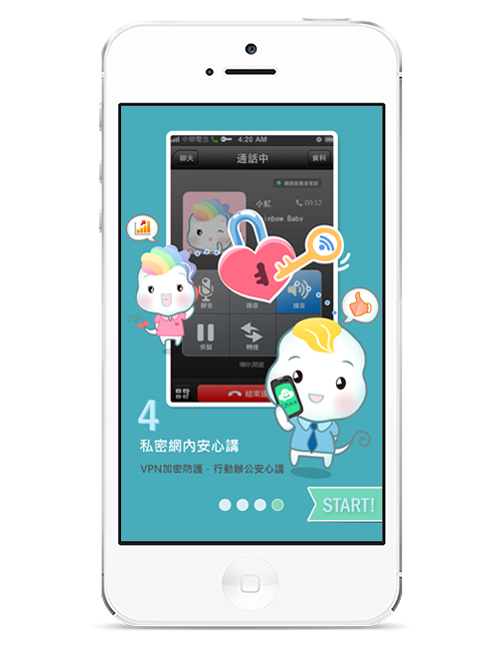 中華電信 4:20 AM
聊天 通話中 資料
小虹 00:12
inbow Baby
靜音 擴音
保留 轉接
結束
4
私密網內安心講
VPN加密防護 - 行動辦公安心講
START!